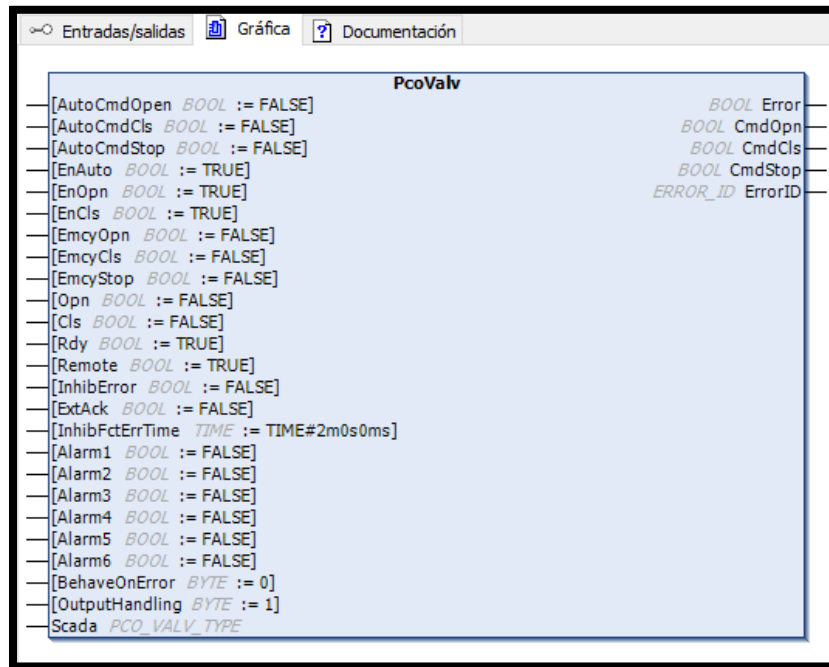 Entradas/salidas Gráfica Documentación
PcoValv
[AutoCmdOpen BOOL := FALSE] BOOL Error
[AutoCmdCls BOOL := FALSE] BOOL CmdOpn
[AutoCmdStop BOOL := FALSE] BOOL CmdCls
[EnAuto BOOL := TRUE] BOOL CmdStop
[EnOpn BOOL := TRUE] ERROR_ID ErrorID
[EnCls BOOL := TRUE]
[EmcyOpn BOOL := FALSE]
[EmcyCls BOOL := FALSE]
[EmcyStop BOOL := FALSE]
[Opn BOOL := FALSE]
[Cls BOOL := FALSE]
[Rdy BOOL := TRUE]
[Remote BOOL := TRUE]
[InhibError BOOL := FALSE]
[ExtAck BOOL := FALSE]
[InhibFctErrTime TIME := TIME#2m0s0ms]
[Alarm1 BOOL := FALSE]
[Alarm2 BOOL := FALSE]
[Alarm3 BOOL := FALSE]
[Alarm4 BOOL := FALSE]
[Alarm5 BOOL := FALSE]
[Alarm6 BOOL := FALSE]
[BehaveOnError BYTE := 0]
[OutputHandling BYTE := 1]
Scada PCO_VALV_TYPE